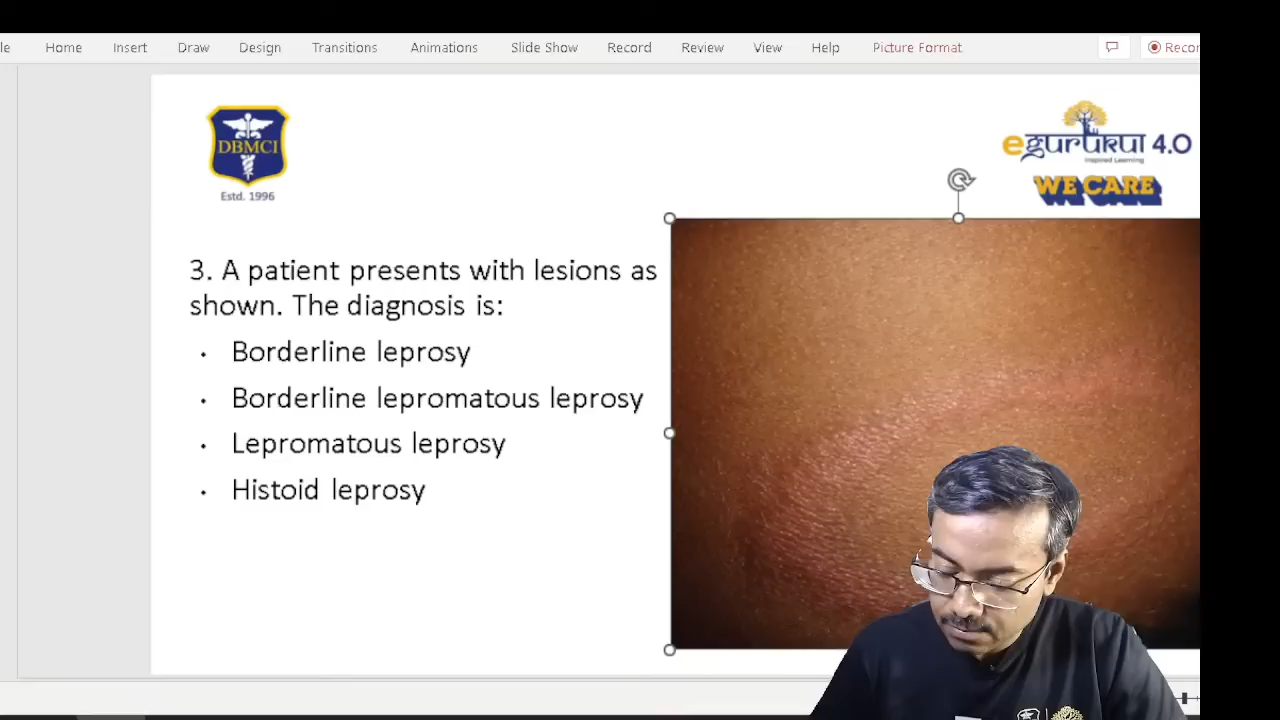 le Home Insert Draw Design Transitions Animations Slide Show Record Review View Help Picture Format Recor
DBMCI
Estd. 1996
egurukul 4.0
Inspired Learning
WE CARE
3. A patient presents with lesions as
shown. The diagnosis is:
• Borderline leprosy
• Borderline lepromatous leprosy
• Lepromatous leprosy
• Histoid leprosy